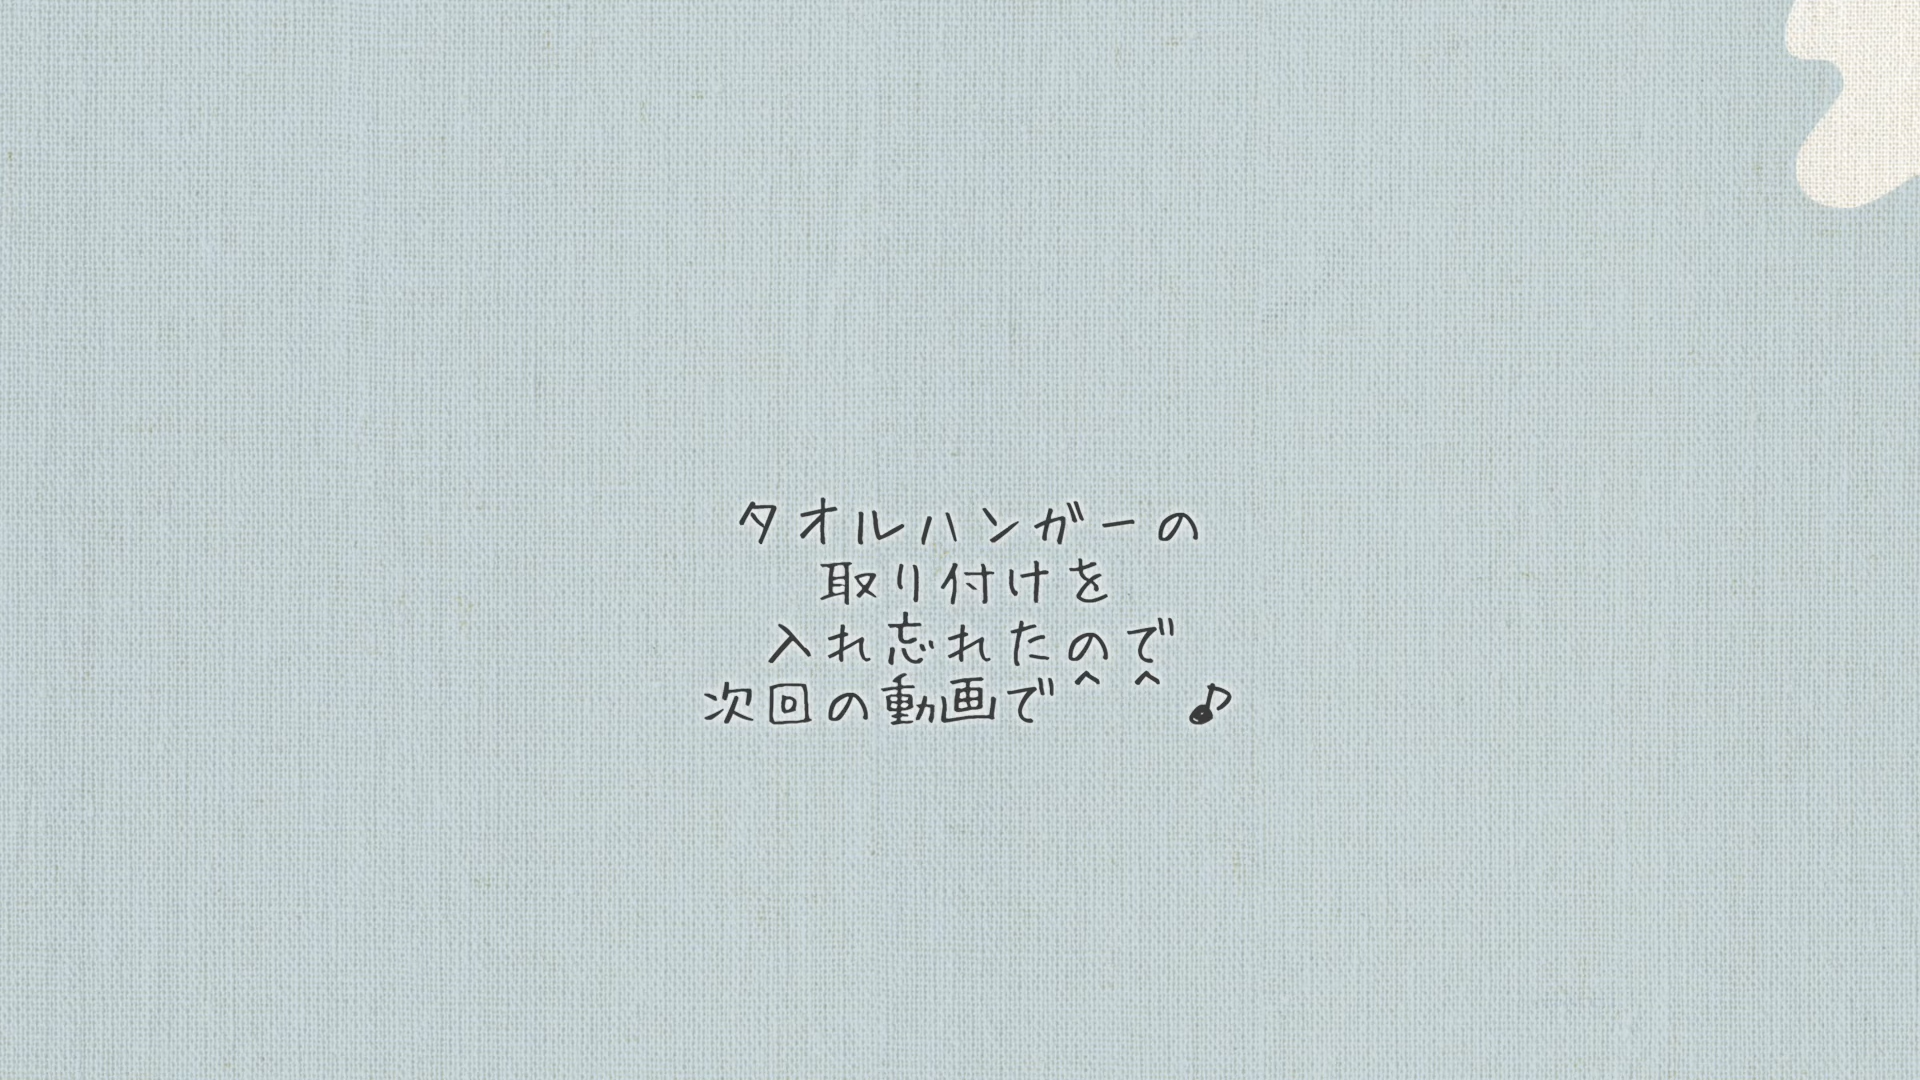 タオルハンガーの
取り付けを
入れ忘れたので
次回の動画で^ ^ ♪